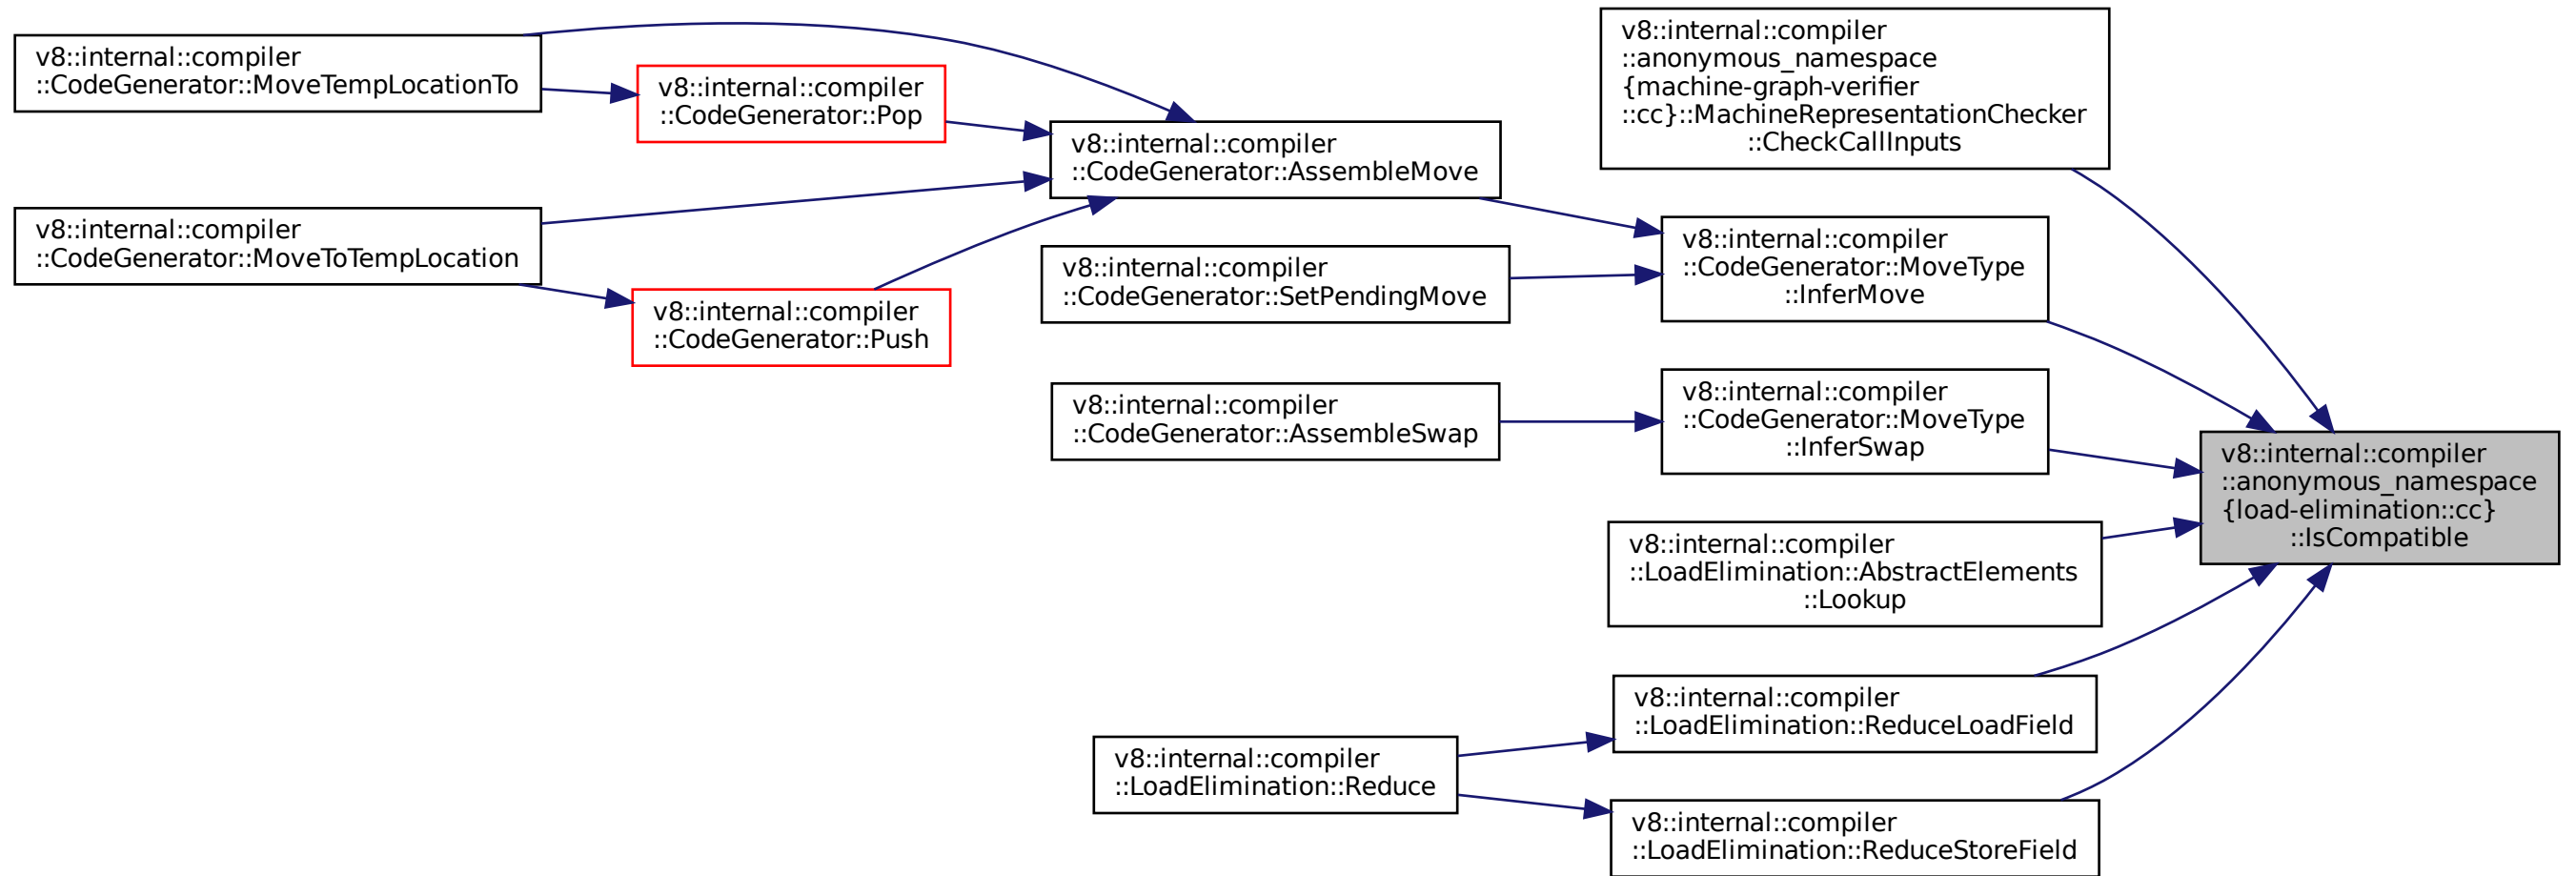 v8::internal::compiler
::CodeGenerator::MoveTempLocationTo
v8::internal::compiler
::CodeGenerator::Pop
v8::internal::compiler
::CodeGenerator::MoveToTempLocation
v8::internal::compiler
::CodeGenerator::Push
v8::internal::compiler
::CodeGenerator::AssembleMove
v8::internal::compiler
::CodeGenerator::SetPendingMove
v8::internal::compiler
::CodeGenerator::AssembleSwap
v8::internal::compiler
::LoadElimination::Reduce
v8::internal::compiler
::anonymous_namespace
{machine-graph-verifier
::cc}::MachineRepresentationChecker
::CheckCallInputs
v8::internal::compiler
::CodeGenerator::MoveType
::InferMove
v8::internal::compiler
::CodeGenerator::MoveType
::InferSwap
v8::internal::compiler
::LoadElimination::AbstractElements
::Lookup
v8::internal::compiler
::LoadElimination::ReduceLoadField
v8::internal::compiler
::LoadElimination::ReduceStoreField
v8::internal::compiler
::anonymous_namespace
{load-elimination::cc}
::IsCompatible